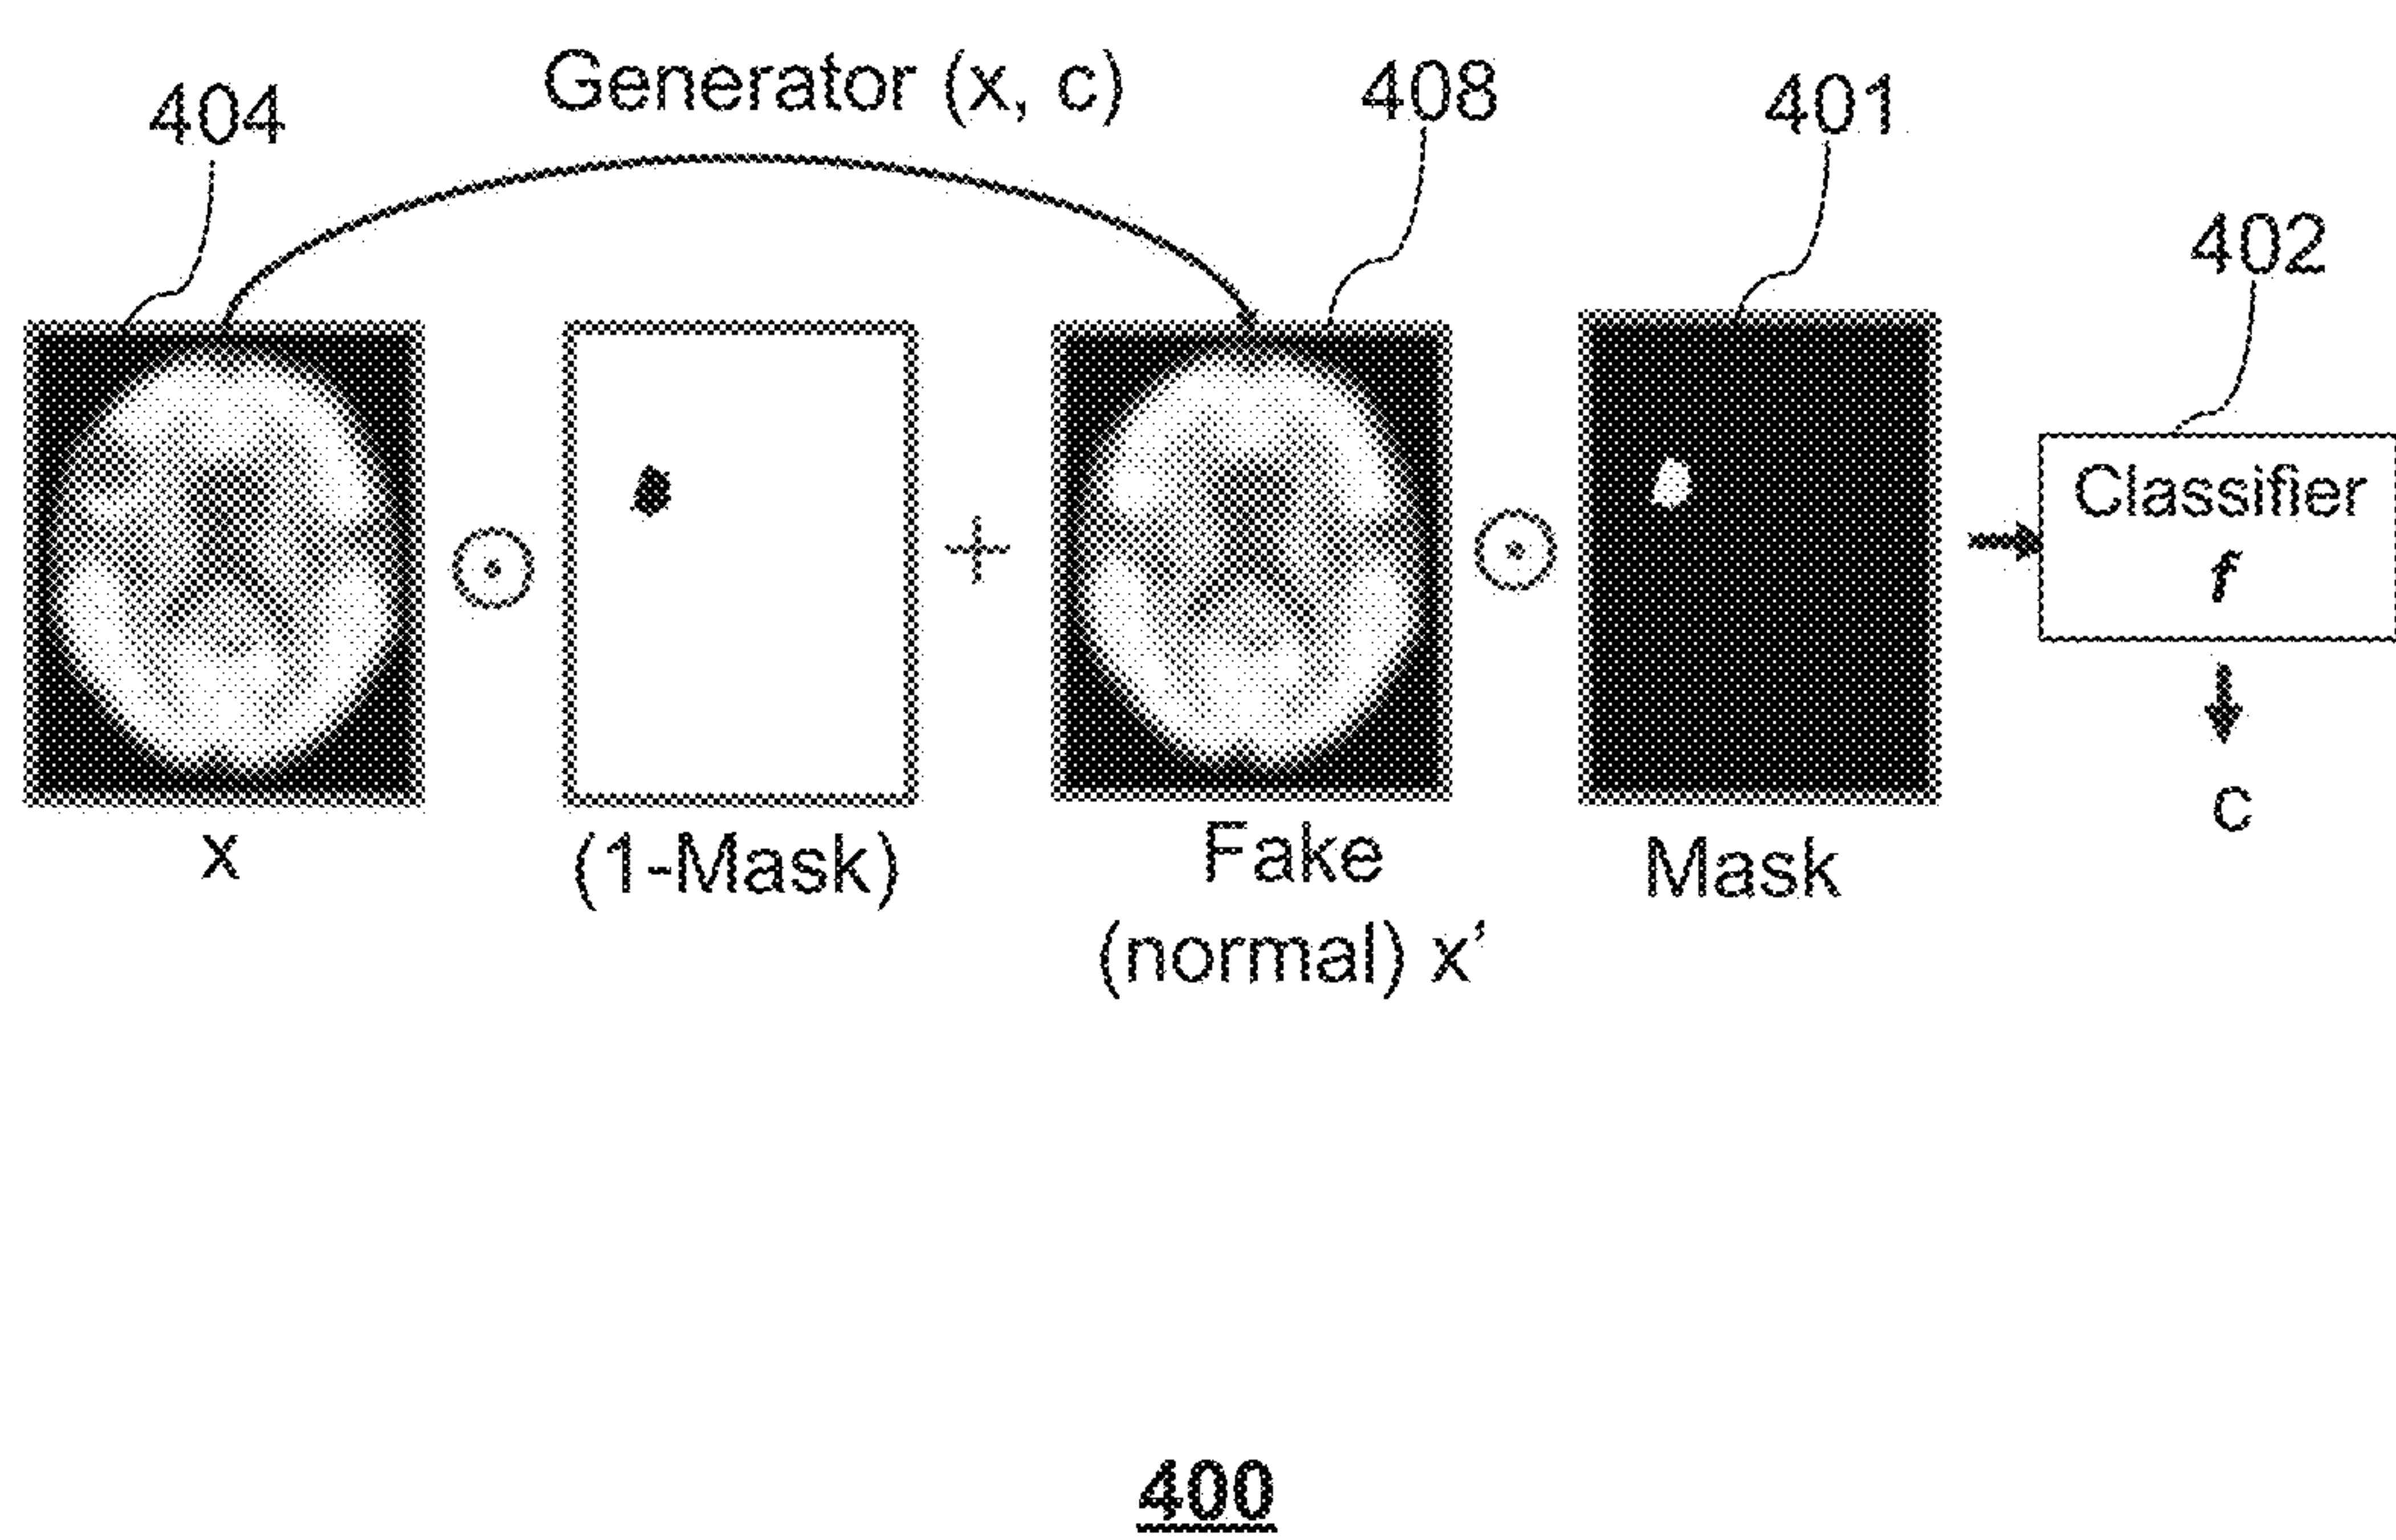 Generator (x, c)
404
408
401
402
Classifier
f
c
x
(1-Mask)
Fake
(normal) x’
Mask
400